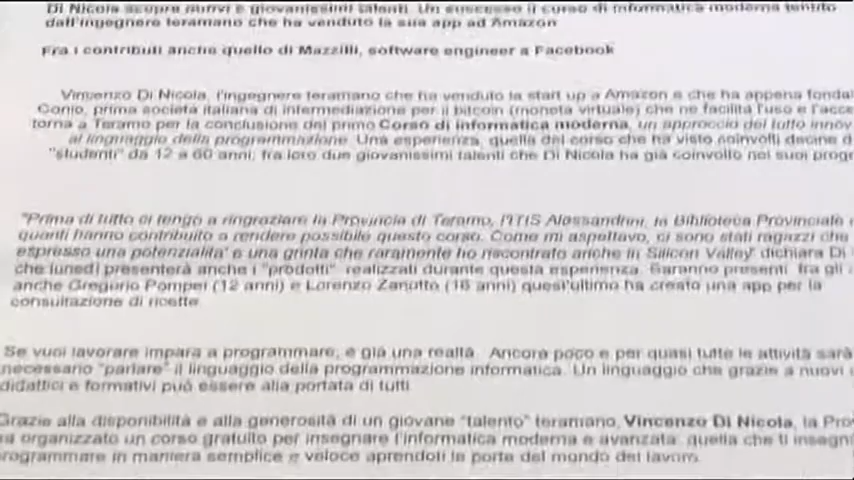 Di Nicola scopre nuovi e giovanissimi talenti. Un successo il corso di informatica moderna tenuto
dall'ingegnere teramano che ha venduto la sua app ad Amazon
Fra i contributi anche quello di Mazzilli, software engineer a Facebook
Vincenzo Di Nicola, l'ingegnere teramano che ha venduto la start up a Amazon e che ha appena fondat
Conio, prima società italiana di intermediazione per il bitcoin (moneta virtuale) che ne facilita l'uso e l'acce
torna a Teramo per la conclusione del primo Corso di informatica moderna, un approccio del tutto innov
al linguaggio della programmazione. Una esperienza, quella del corso che ha visto coinvolti decine d
"studenti" da 12 a 60 anni, fra loro due giovanissimi talenti che Di Nicola ha già coinvolto nei suoi proge
"Prima di tutto ci tengo a ringraziare la Provincia di Teramo, l'ITIS Alessandrini, la Biblioteca Provinciale e
quanti hanno contribuito a rendere possibile questo corso. Come mi aspettavo, ci sono stati ragazzi che
espresso una potenzialita' e una grinta che raramente ho riscontrato anche in Silicon Valley" dichiara Di
che lunedì presenterà anche i "prodotti" realizzati durante questa esperienza. Saranno presenti, fra gli
anche Gregorio Pompei (12 anni) e Lorenzo Zanotto (16 anni) quest'ultimo ha creato una app per la
consultazione di ricette
Se vuoi lavorare impara a programmare, è già una realtà. Ancora poco e per quasi tutte le attività sarà
necessario "parlare" il linguaggio della programmazione informatica. Un linguaggio che grazie a nuovi
didattici e formativi può essere alla portata di tutti
Grazie alla disponibilità e alla generosità di un giovane "talento" teramano, Vincenzo Di Nicola, la Pro
ha organizzato un corso gratuito per insegnare l'informatica moderna e avanzata: quella che ti insegn
programmare in maniera semplice e veloce aprendoti le porte del mondo del lavoro.